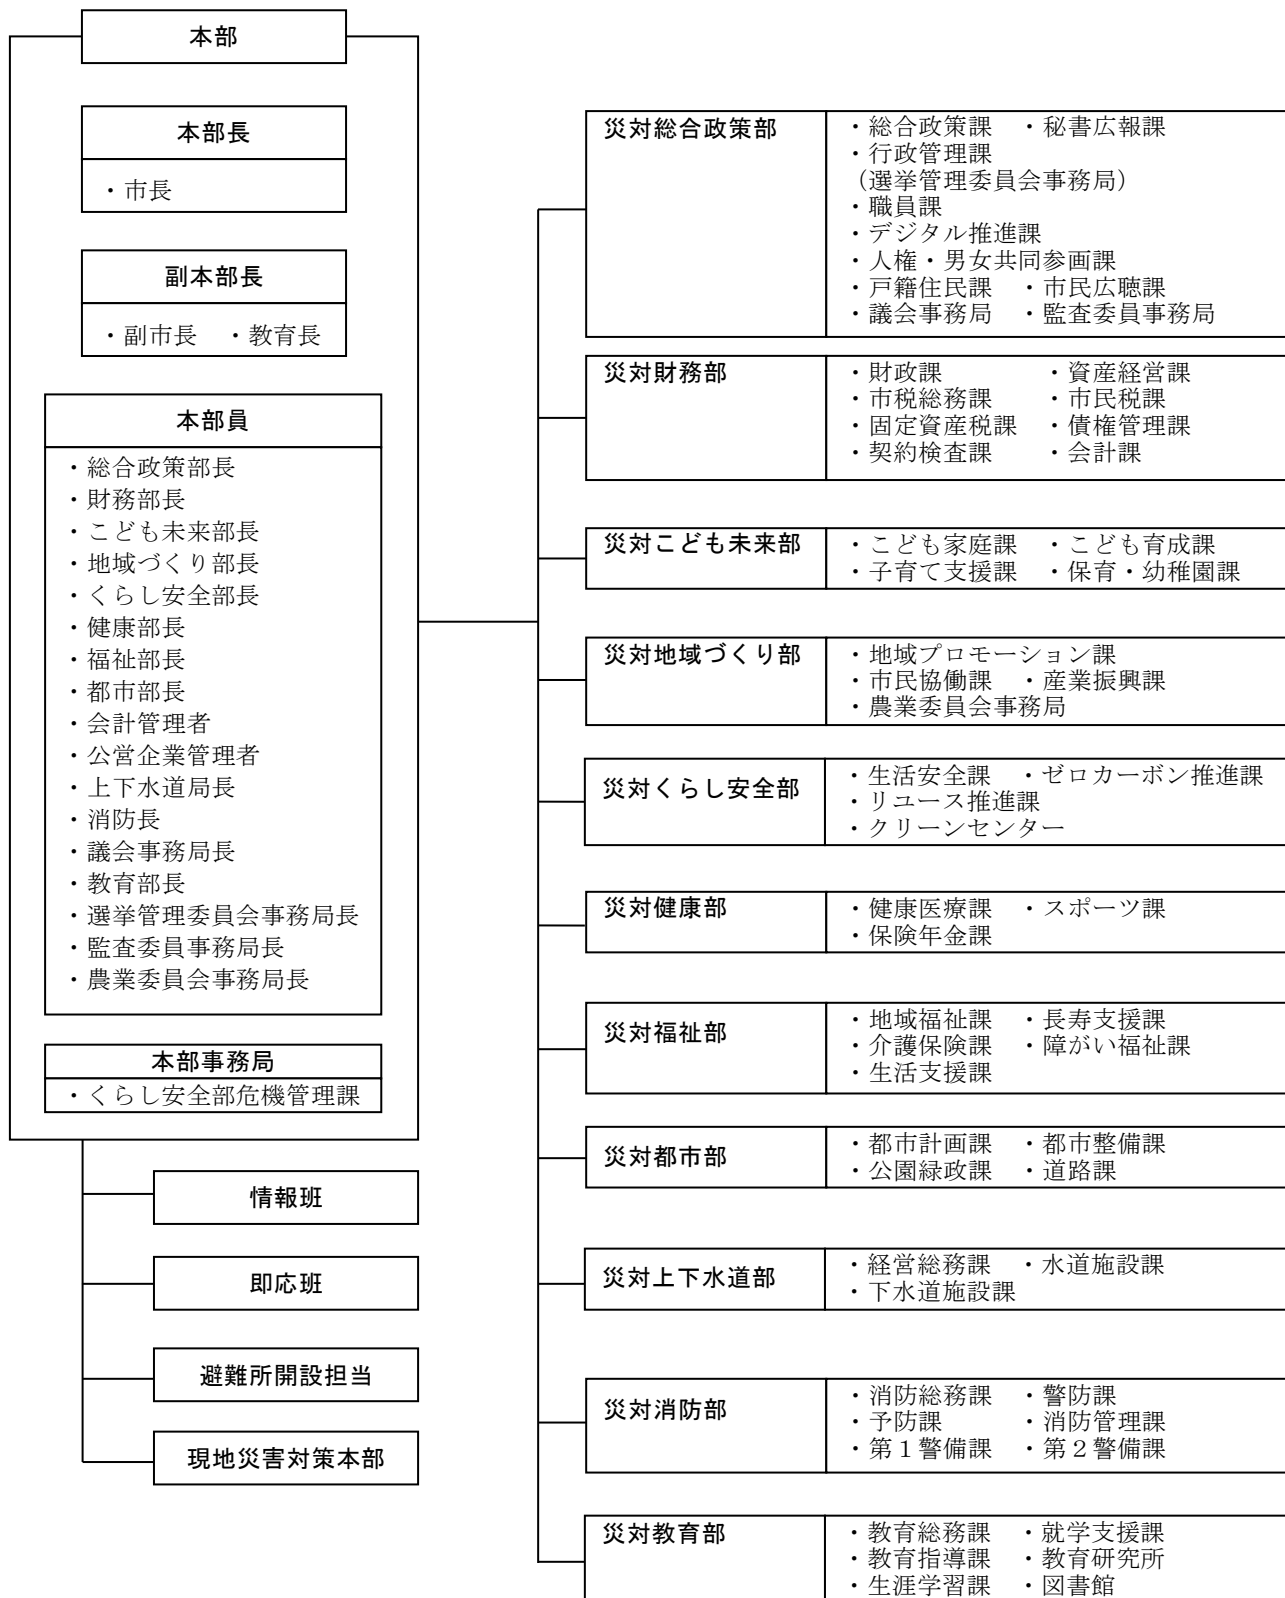 本部
本部長
・市長
副本部長
・副市長　・教育長
本部員
・総合政策部長
・財務部長
・こども未来部長
・地域づくり部長
・くらし安全部長
・健康部長
・福祉部長
・都市部長
・会計管理者
・公営企業管理者
・上下水道局長
・消防長
・議会事務局長
・教育部長
・選挙管理委員会事務局長
・監査委員事務局長
・農業委員会事務局長
本部事務局
・くらし安全部危機管理課
情報班
即応班
避難所開設担当
現地災害対策本部
災対総合政策部
・総合政策課　・秘書広報課
・行政管理課
（選挙管理委員会事務局）
・職員課
・デジタル推進課
・人権・男女共同参画課
・戸籍住民課　・市民広聴課
・議会事務局　・監査委員事務局
災対財務部
・財政課　　　・資産経営課
・市税総務課　　・市民税課
・固定資産税課　・債権管理課
・契約検査課　　・会計課
災対こども未来部
・こども家庭課　・こども育成課
・子育て支援課　・保育・幼稚園課
災対地域づくり部
・地域プロモーション課
・市民協働課　・産業振興課
・農業委員会事務局
災対くらし安全部
・生活安全課　・ゼロカーボン推進課
・リユース推進課
・クリーンセンター
災対健康部
・健康医療課　・スポーツ課
・保険年金課
災対福祉部
・地域福祉課　・長寿支援課
・介護保険課　・障がい福祉課
・生活支援課
災対都市部
・都市計画課　・都市整備課
・公園緑政課　・道路課
災対上下水道部
・経営総務課　・水道施設課
・下水道施設課
災対消防部
・消防総務課　・警防課
・予防課　　　・消防管理課
・第１警備課　・第２警備課
災対教育部
・教育総務課　・就学支援課
・教育指導課　・教育研究所
・生涯学習課　・図書館